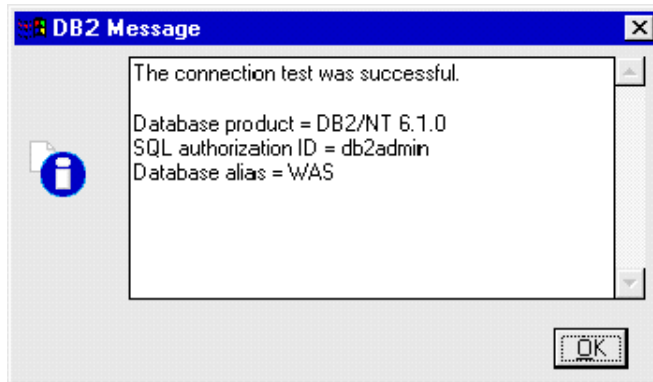 DB2 Message
The connection test was successful.
Database product = DB2/NT 6.1.0
SQL authorization ID = db2admin
Database alias = WAS
OK